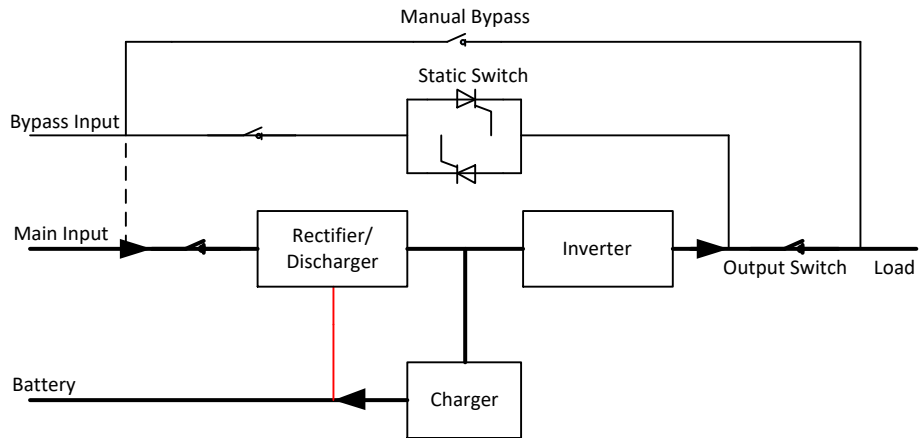 Manual Bypass
Static Switch
Bypass Input
Main Input
Rectifier/
Discharger
Inverter
Output Switch
Load
Battery
Charger